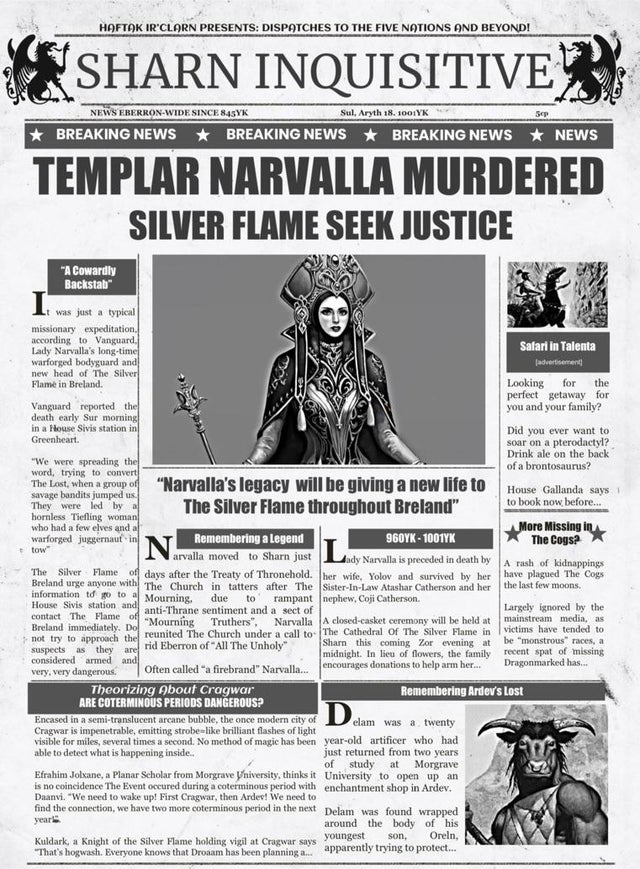 HAFTAK IR'CLARN PRESENTS: DISPATCHES TO THE FIVE NATIONS AND BEYOND!
SHARN INQUISITIVE
NEWS EBERRON-WIDE SINCE 845YK
Sul, Aryth 18. 1001YK
5cp
BREAKING NEWS
BREAKING NEWS
BREAKING NEWS
NEWS
TEMPLAR NARVALLA MURDERED
SILVER FLAME SEEK JUSTICE
"A Cowardly
Backstab"
It was just a typical
missionary expeditation,
according to Vanguard,
Lady Narvalla's long-time
warforged bodyguard and
new head of The Silver
Flame in Breland.
Vanguard reported the
death early Sur morning
in a House Sivis station in
Greenheart.
"We were spreading the
word, trying to convert
The Lost, when a group of
savage bandits jumped us.
They were led by a
hornless Tiefling woman
who had a few elves and a
warforged juggernaut in
tow"
The Silver Flame of
Breland urge anyone with
information to go to a
House Sivis station and
contact The Flame of
Breland immediately. Do
not try to approach the
suspects as they are
considered armed and
very, very dangerous.
"Narvalla's legacy will be giving a new life to
The Silver Flame throughout Breland"
Remembering a Legend
Narvalla moved to Sharn just
days after the Treaty of Thronehold.
The Church in tatters after The
Mourning, due to rampant
anti-Thrane sentiment and a sect of
"Mourning Truthers", Narvalla
reunited The Church under a call to
rid Eberron of "All The Unholy"
Often called "a firebrand" Narvalla...
960YK - 1001YK
Lady Narvalla is preceded in death by
her wife, Yolov and survived by her
Sister-In-Law Atashar Catherson and her
nephew, Coji Catherson.
A closed-casket ceremony will be held at
The Cathedral Of The Silver Flame in
Sharn this coming Zor evening at
midnight. In lieu of flowers, the family
encourages donations to help arm her...
Safari in Talenta
[advertisement]
Looking for the
perfect getaway for
you and your family?
Did you ever want to
soar on a pterodactyl?
Drink ale on the back
of a brontosaurus?
House Gallanda says
to book now before...
More Missing in
The Cogs?
A rash of kidnappings
have plagued The Cogs
the last few moons.
Largely ignored by the
mainstream media, as
victims have tended to
be "monstrous" races, a
recent spat of missing
Dragonmarked has...
Theorizing About Cragwar
ARE COTERMINOUS PERIODS DANGEROUS?
Encased in a semi-translucent arcane bubble, the once modern city of
Cragwar is impenetrable, emitting strobe=like brilliant flashes of light
visible for miles, several times a second. No method of magic has been
able to detect what is happening inside..
Efrahim Jolxane, a Planar Scholar from Morgrave University, thinks it
is no coincidence The Event occured during a coterminous period with
Daanvi. "We need to wake up! First Cragwar, then Ardev! We need to
find the connection, we have two more coterminous period in the next
year!"
Kuldark, a Knight of the Silver Flame holding vigil at Cragwar says
"That's hogwash. Everyone knows that Droaam has been planning a...
Remembering Ardev's Lost
Delam was a twenty
year-old artificer who had
just returned from two years
of study at Morgrave
University to open up an
enchantment shop in Ardev.
Delam was found wrapped
around the body of his
youngest son, Oreln,
apparently trying to protect...